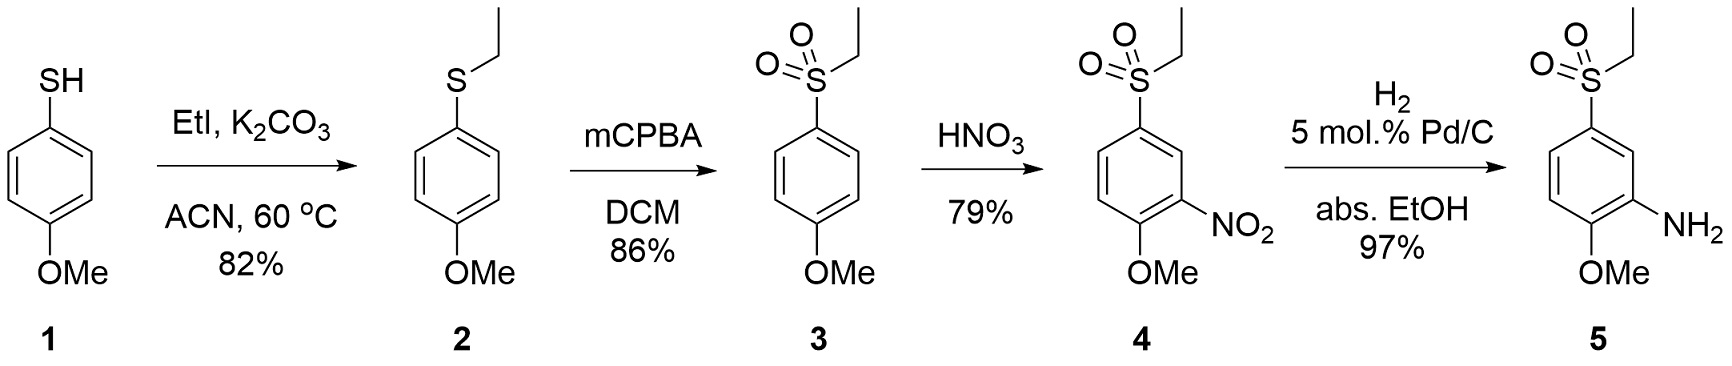 SH
OMe
1
EtI, K2CO3
ACN, 60 °C
82%
S
OMe
2
mCPBA
DCM
86%
O
O
S
OMe
3
HNO3
79%
O
O
S
NO2
OMe
4
H2
5 mol.% Pd/C
abs. EtOH
97%
O
O
S
NH2
OMe
5